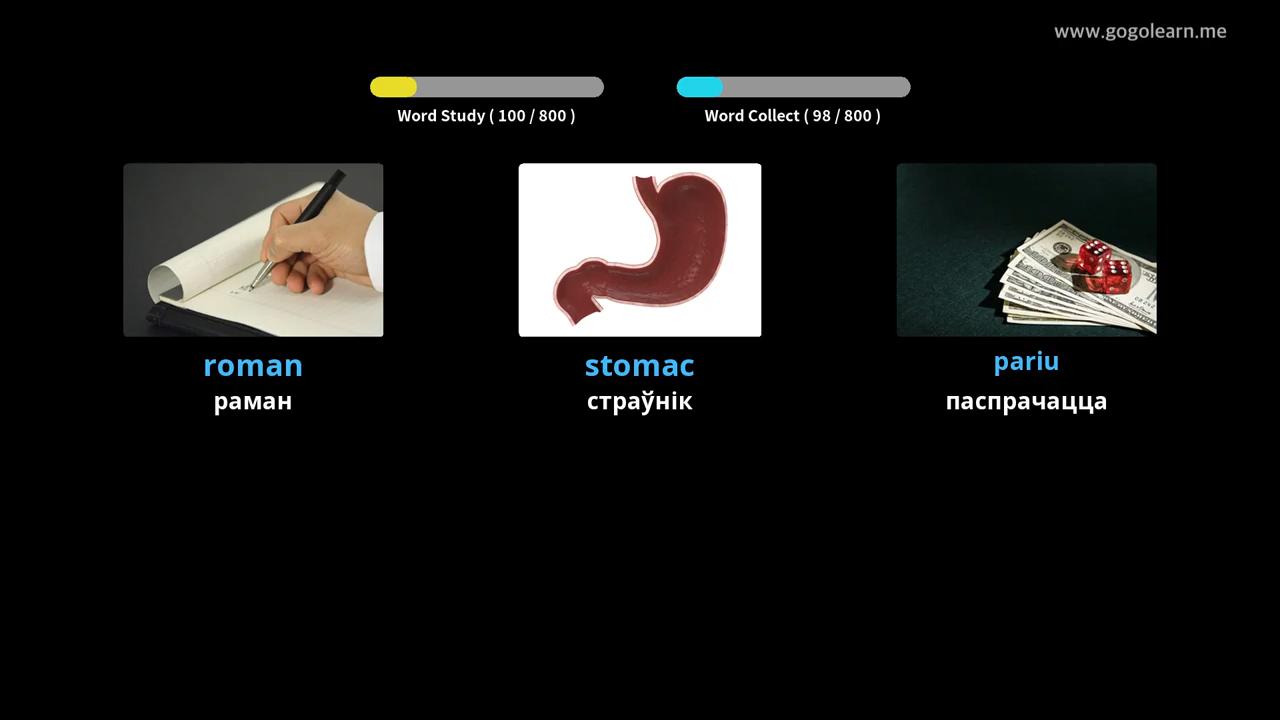 www.gogolearn.me
Word Study ( 100 / 800 )
Word Collect ( 98 / 800 )
roman
stomac
pariu
раман
страўнік
паспрачацца